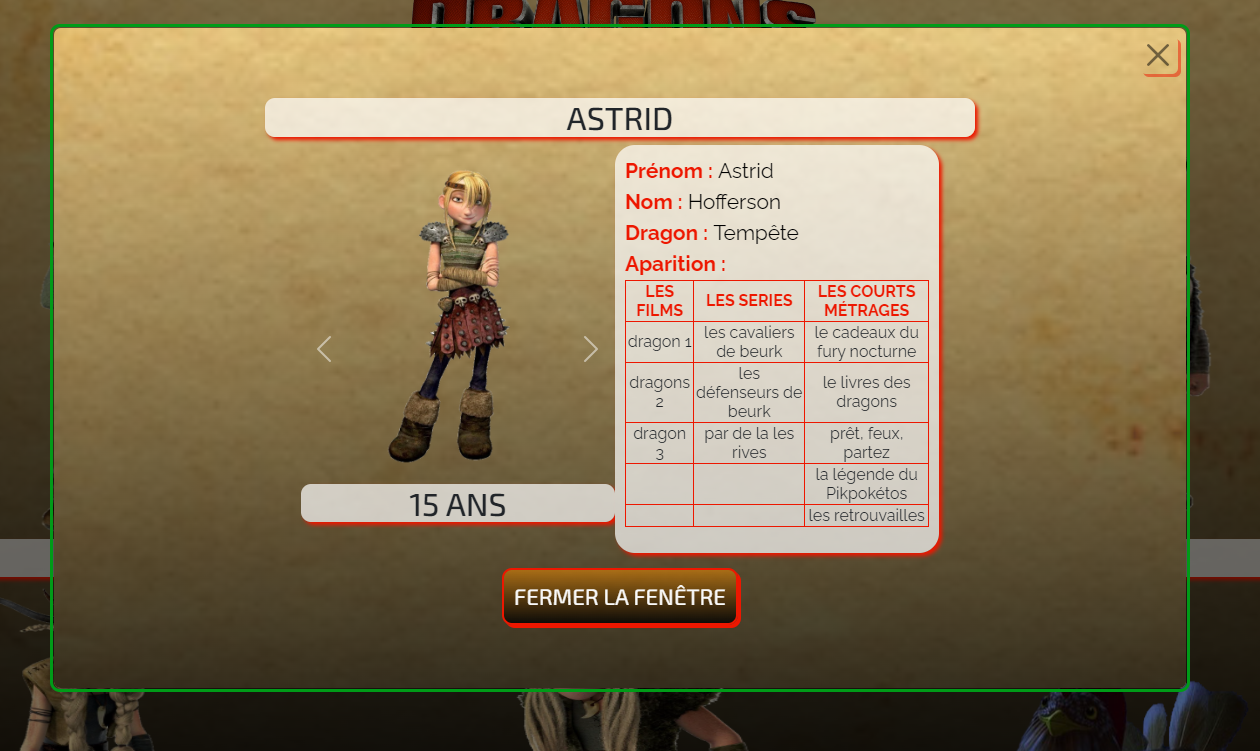 DRAGONS
ASTRID
Prénom : Astrid
Nom : Hofferson
Dragon : Tempête
Aparition :
LES FILMS
LES SERIES
LES COURTS MÉTRAGES
dragon 1
les cavaliers de beurk
le cadeaux du fury nocturne
dragons 2
les défenseurs de beurk
le livres des dragons
dragon 3
par de la les rives
prêt, feux, partez
la légende du Pikpokétos
les retrouvailles
15 ANS
FERMER LA FENÊTRE